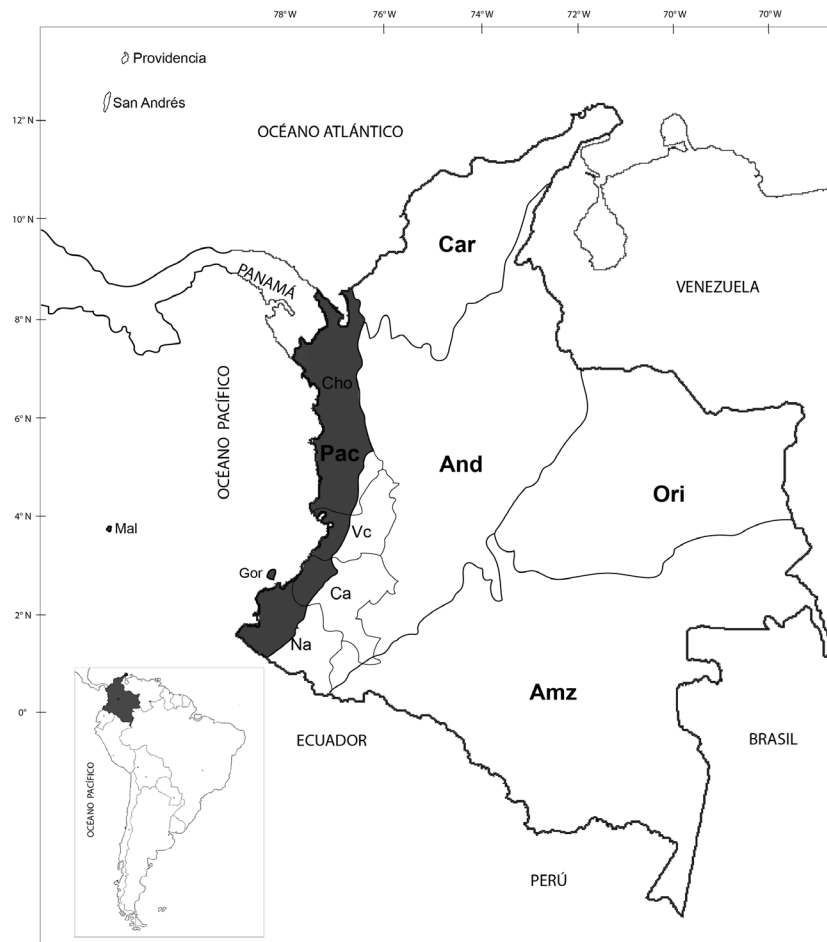 78°W
76°W
74°W
72°W
70°W
Providencia
San Andrés
12° N
OCÉANO ATLÁNTICO
10° N
Car
PANAMÁ
VENEZUELA
8° N
Cho
OCÉANO PACÍFICO
6° N
Pac
And
Ori
4° N
Mal
Vc
Gor
Ca
2° N
Na
Amz
0°
ECUADOR
BRASIL
OCÉANO PACÍFICO
PERÚ